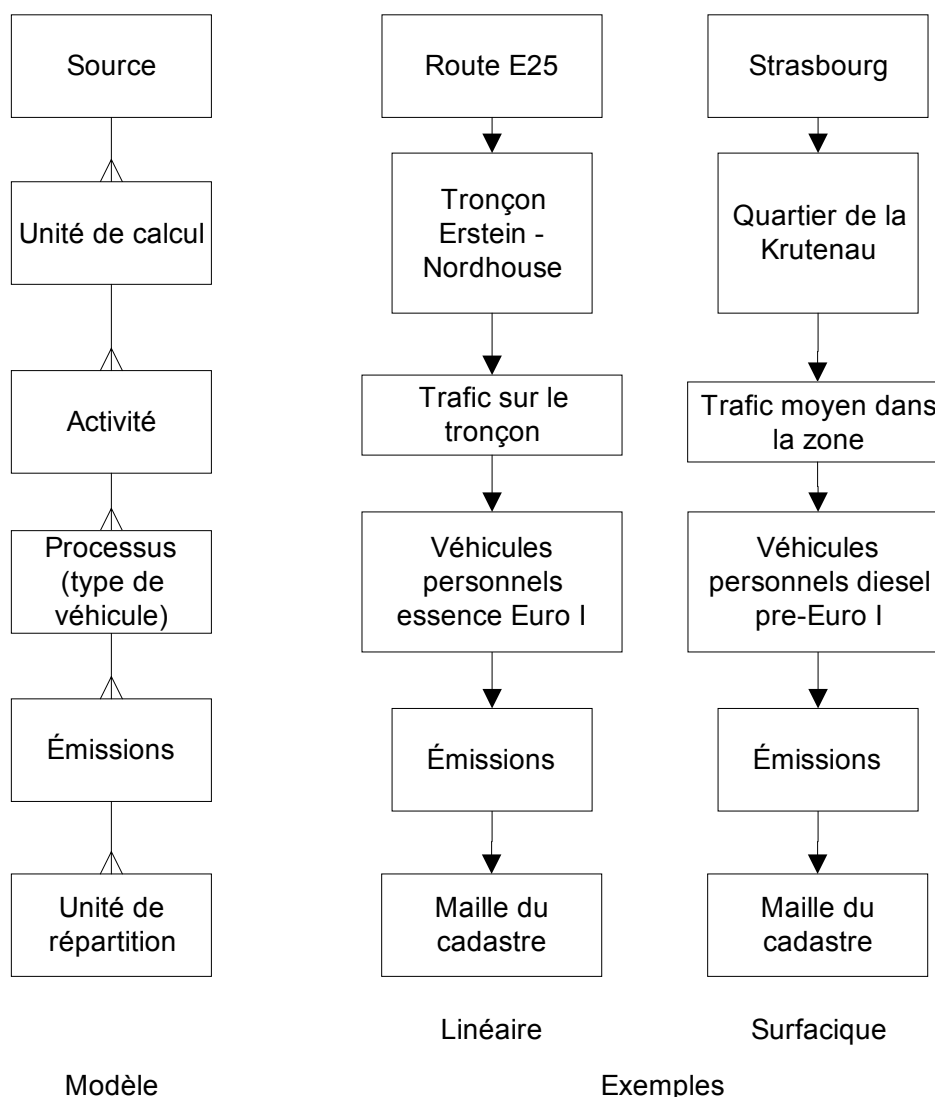 Source
Unité de calcul
Activité
Processus
(type de
véhicule)
Émissions
Unité de
répartition
Modèle
Route E25
Tronçon
Erstein -
Nordhouse
Trafic sur le
tronçon
Véhicules
personnels
essence Euro I
Émissions
Maille du
cadastre
Linéaire
Strasbourg
Quartier de la
Krutenau
Trafic moyen dans
la zone
Véhicules
personnels diesel
pre-Euro I
Émissions
Maille du
cadastre
Surfacique
Exemples